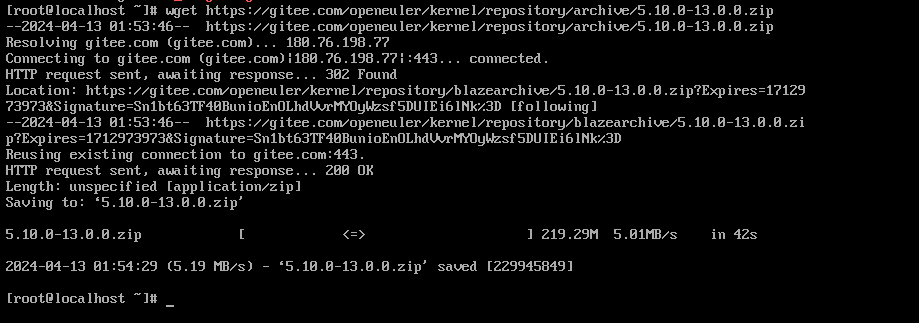 [root@localhost ~]# wget https://gitee.com/openeuler/kernel/repository/archive/5.10.0-13.0.0.zip
--2024-04-13 01:53:46--  https://gitee.com/openeuler/kernel/repository/archive/5.10.0-13.0.0.zip
Resolving gitee.com (gitee.com)... 180.76.198.77
Connecting to gitee.com (gitee.com)|180.76.198.77|:443... connected.
HTTP request sent, awaiting response... 302 Found
Location: https://gitee.com/openeuler/kernel/repository/blazearchive/5.10.0-13.0.0.zip?Expires=17129
73973&Signature=Sn1bt63TF40BunioEnOLhdVvrMYOyWzsf5DUIEi6lNk%3D [following]
--2024-04-13 01:53:46--  https://gitee.com/openeuler/kernel/repository/blazearchive/5.10.0-13.0.0.zi
p?Expires=1712973973&Signature=Sn1bt63TF40BunioEnOLhdVvrMYOyWzsf5DUIEi6lNk%3D
Reusing existing connection to gitee.com:443.
HTTP request sent, awaiting response... 200 OK
Length: unspecified [application/zip]
Saving to: ‘5.10.0-13.0.0.zip’
5.10.0-13.0.0.zip             [             <=>                     ] 219.29M  5.01MB/s    in 42s
2024-04-13 01:54:29 (5.19 MB/s) - ‘5.10.0-13.0.0.zip’ saved [229945849]
[root@localhost ~]# _